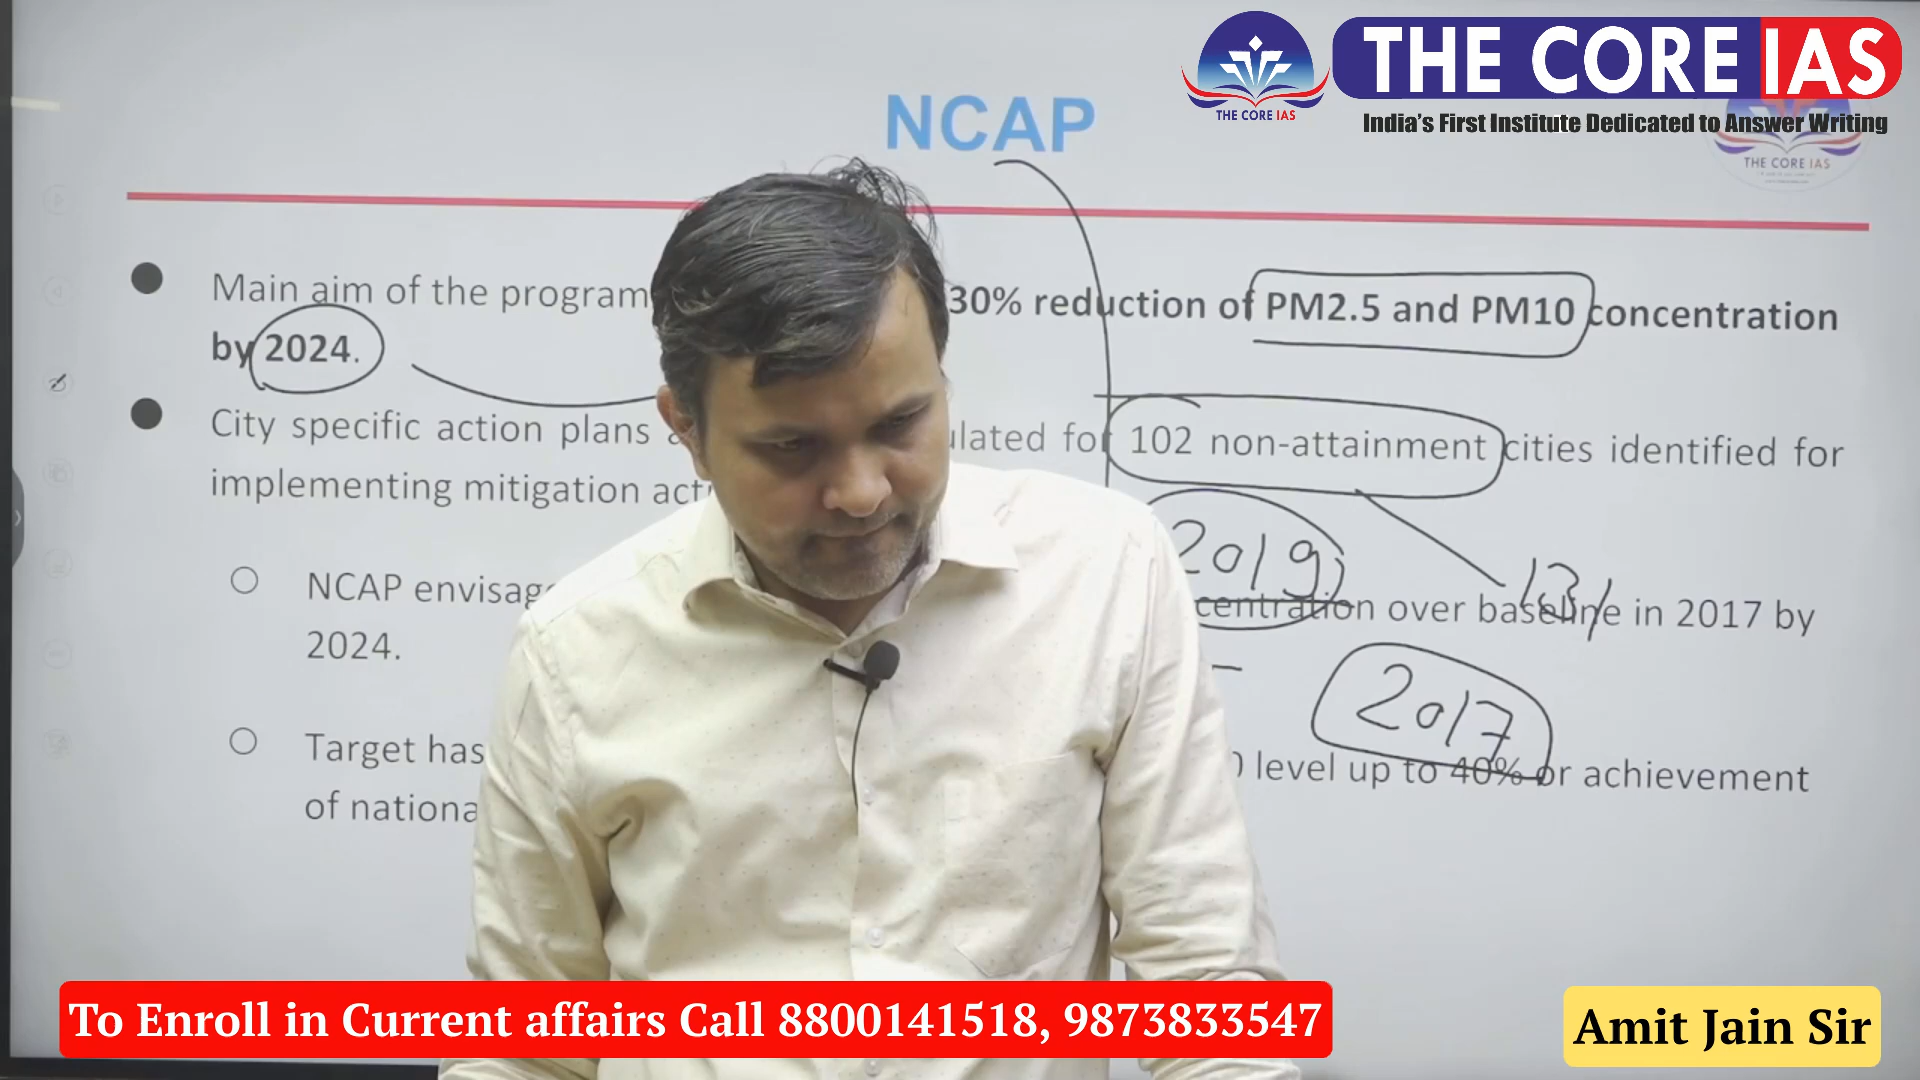 THE CORE IAS
THE CORE IAS
India's First Institute Dedicated to Answer Writing
THE CORE IAS
NCAP
Main aim of the program 30% reduction of PM2.5 and PM10 concentration
by 2024.
City specific action plans ulated for 102 non-attainment cities identified for
implementing mitigation act
2019
131
NCAP envisag centration over baseline in 2017 by
2024.
2017
Target has level up to 40% or achievement
of nationa
To Enroll in Current affairs Call 8800141518, 9873833547
Amit Jain Sir